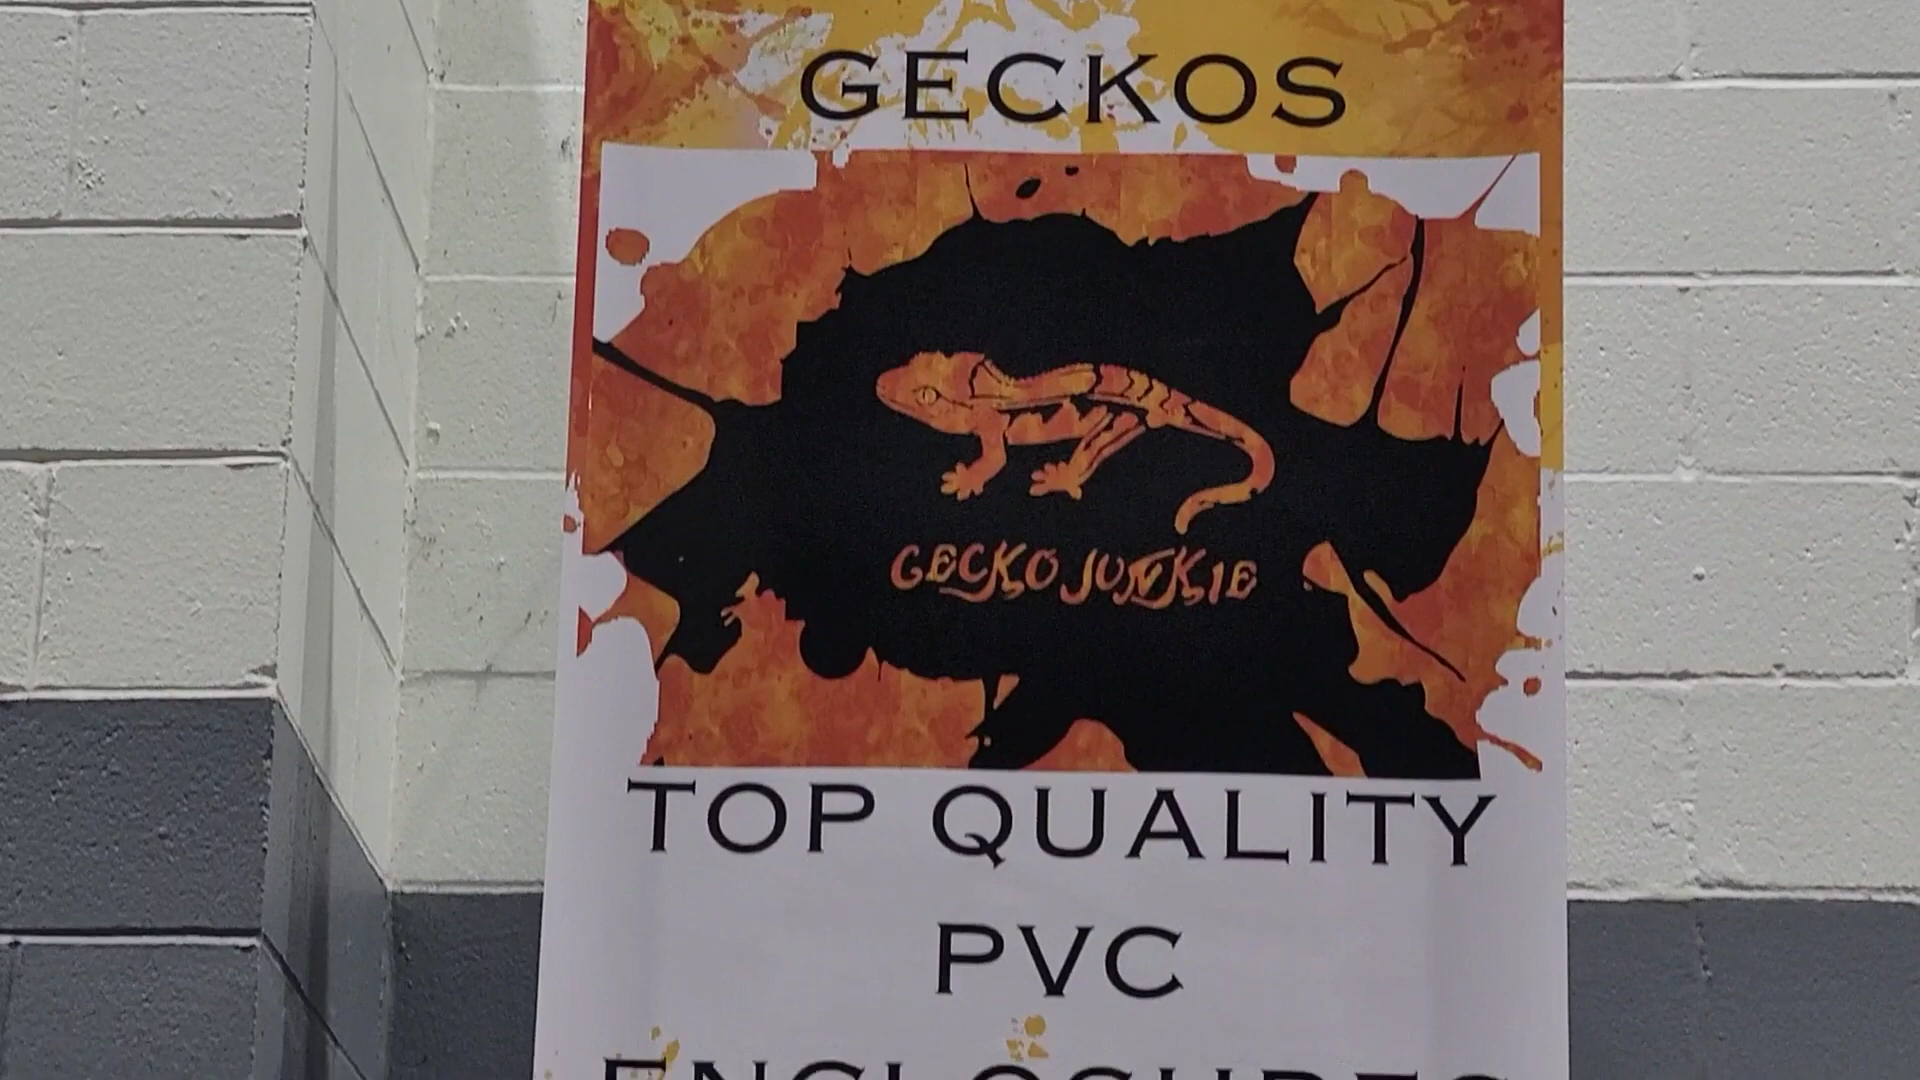 GECKOS
GECKO JUNKIE
TOP QUALITY
PVC
ENCLOSURES